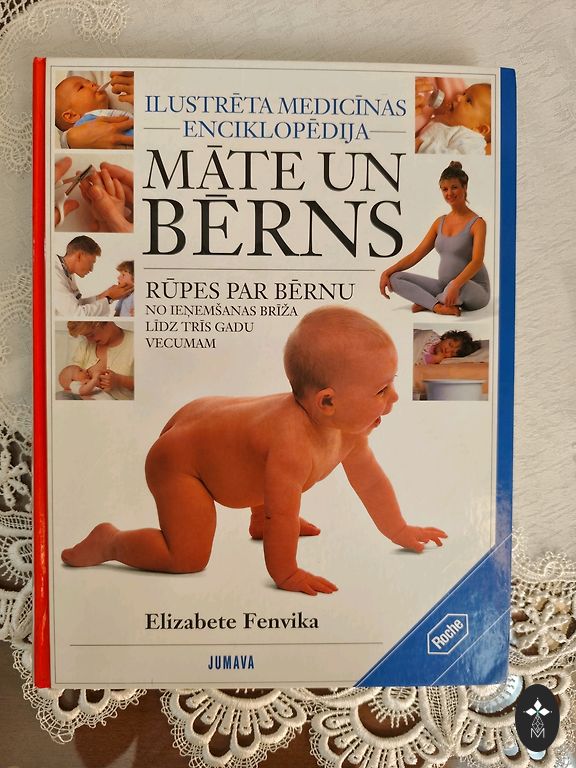 ILUSTRĒTA MEDICĪNAS
ENCIKLOPĒDIJA
MĀTE UN
BĒRNS
RŪPES PAR BĒRNU
NO IEŅEMŠANAS BRĪŽA
LĪDZ TRĪS GADU
VECUMAM
Elizabete Fenvika
Roche
JUMAVA
M